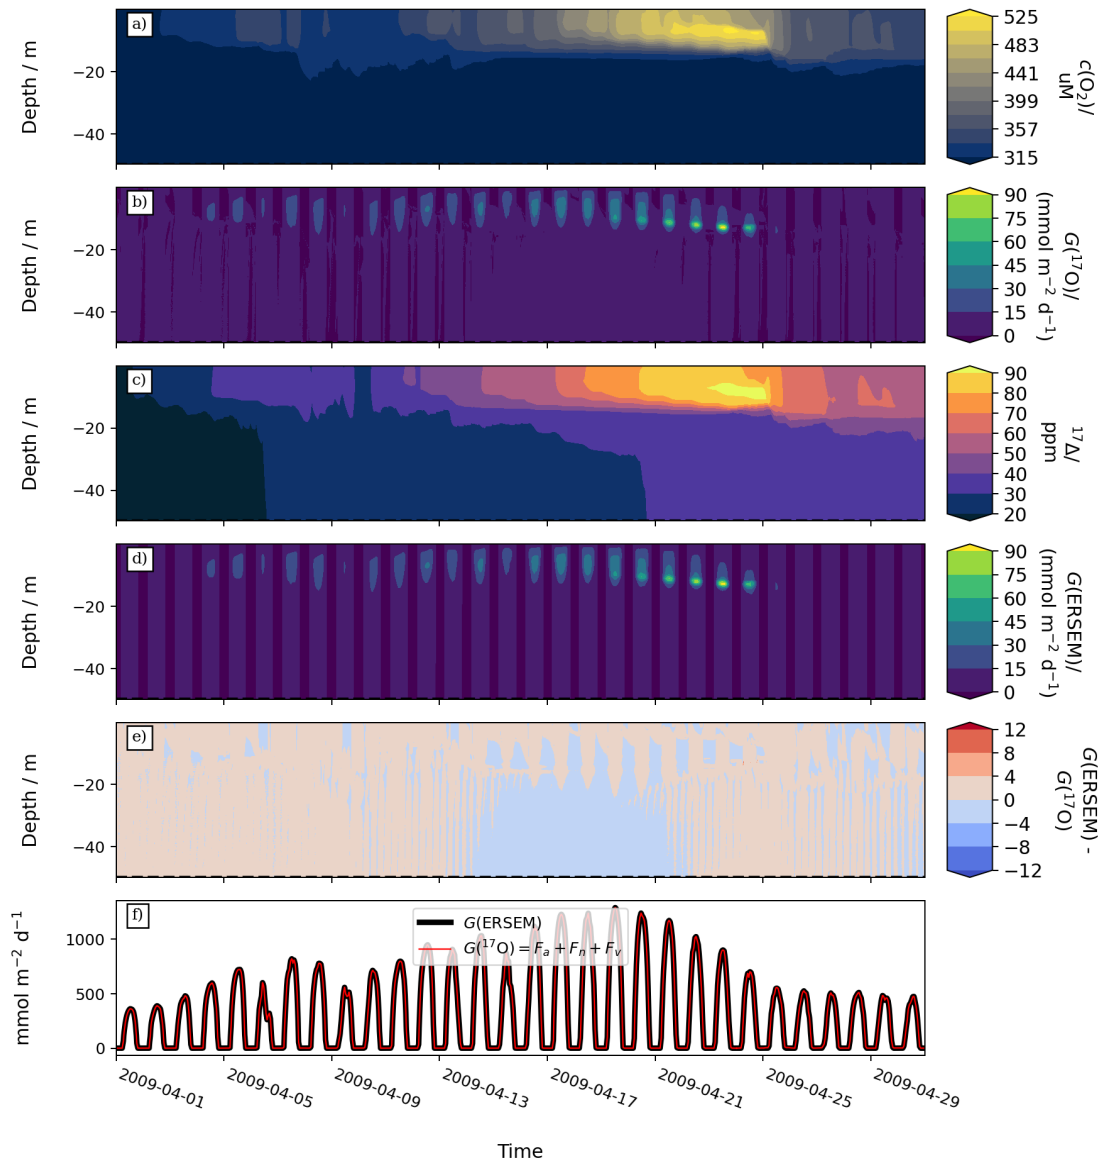 a)
Depth / m
−20
−40
525
483
441
399
357
315
c(O₂)/
uM
b)
Depth / m
−20
−40
90
75
60
45
30
15
0
G(¹⁷O)/
(mmol m⁻² d⁻¹)
c)
Depth / m
−20
−40
90
80
70
60
50
40
30
20
¹⁷Δ/
ppm
d)
Depth / m
−20
−40
90
75
60
45
30
15
0
G(ERSEM)/
(mmol m⁻² d⁻¹)
e)
Depth / m
−20
−40
12
8
4
0
−4
−8
−12
G(ERSEM) -
G(¹⁷O)
f)
mmol m⁻² d⁻¹
1000
500
0
G(ERSEM)
G(¹⁷O) = Fₐ + Fₙ + Fᵥ
2009-04-01
2009-04-05
2009-04-09
2009-04-13
2009-04-17
2009-04-21
2009-04-25
2009-04-29
Time